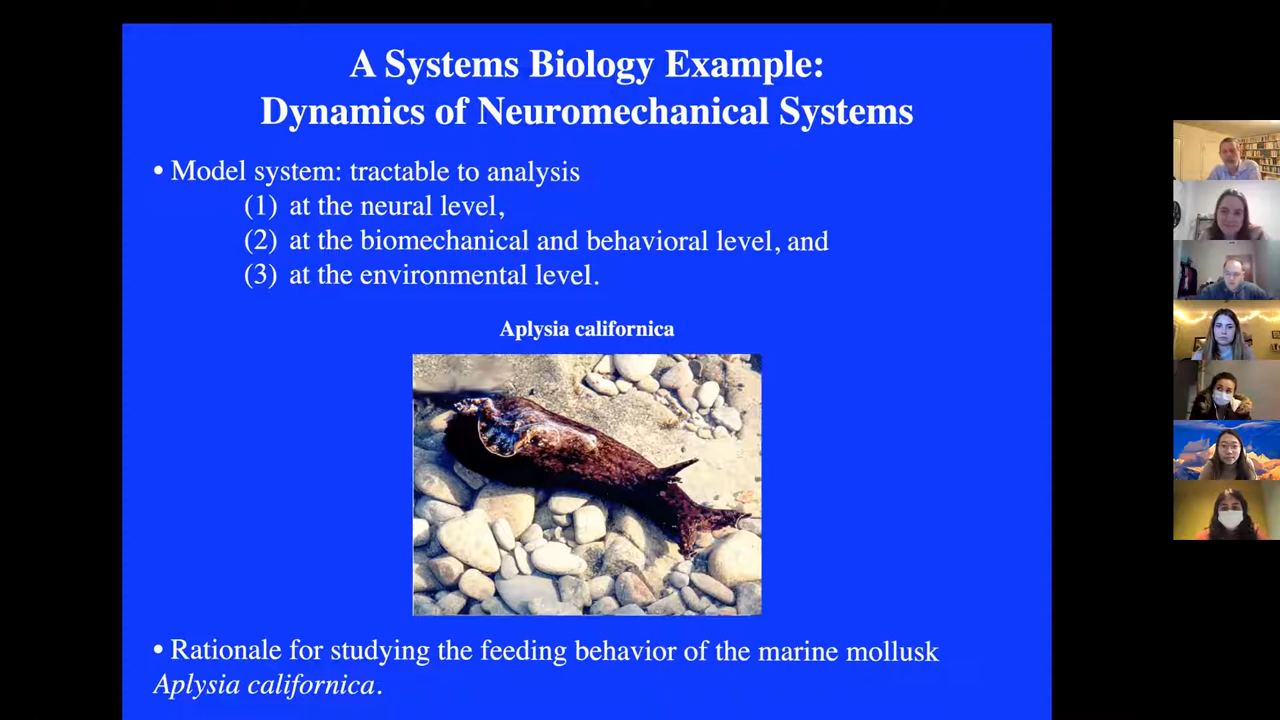 A Systems Biology Example:
Dynamics of Neuromechanical Systems
• Model system: tractable to analysis
(1) at the neural level,
(2) at the biomechanical and behavioral level, and
(3) at the environmental level.
Aplysia californica
• Rationale for studying the feeding behavior of the marine mollusk
Aplysia californica.